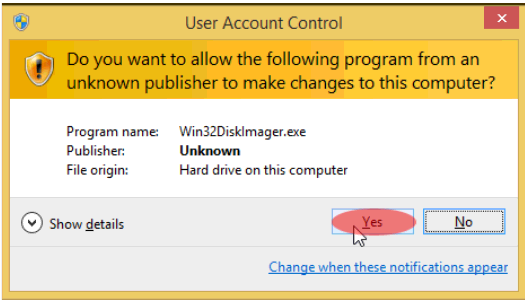 User Account Control
Do you want to allow the following program from an
unknown publisher to make changes to this computer?
Program name: Win32DiskImager.exe
Publisher: Unknown
File origin: Hard drive on this computer
Show details
Yes
No
Change when these notifications appear